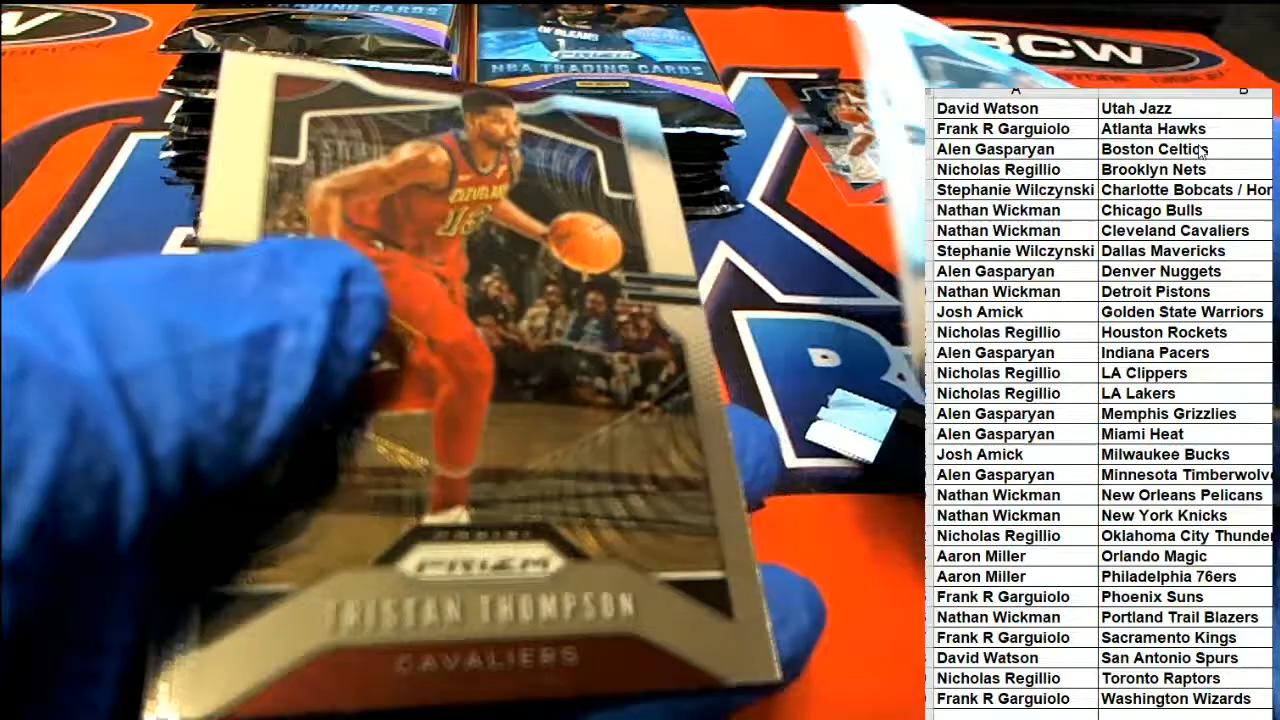 BCW
NBA TRADING CARDS
PRIZM
NBA TRADING CARDS
CLEVELAND
13
PANINI
PRIZM
TRISTAN THOMPSON
CAVALIERS
A B
David Watson Utah Jazz
Frank R Garguiolo Atlanta Hawks
Alen Gasparyan Boston Celtics
Nicholas Regillio Brooklyn Nets
Stephanie Wilczynski Charlotte Bobcats / Hor
Nathan Wickman Chicago Bulls
Nathan Wickman Cleveland Cavaliers
Stephanie Wilczynski Dallas Mavericks
Alen Gasparyan Denver Nuggets
Nathan Wickman Detroit Pistons
Josh Amick Golden State Warriors
Nicholas Regillio Houston Rockets
Alen Gasparyan Indiana Pacers
Nicholas Regillio LA Clippers
Nicholas Regillio LA Lakers
Alen Gasparyan Memphis Grizzlies
Alen Gasparyan Miami Heat
Josh Amick Milwaukee Bucks
Alen Gasparyan Minnesota Timberwolve
Nathan Wickman New Orleans Pelicans
Nathan Wickman New York Knicks
Nicholas Regillio Oklahoma City Thunder
Aaron Miller Orlando Magic
Aaron Miller Philadelphia 76ers
Frank R Garguiolo Phoenix Suns
Nathan Wickman Portland Trail Blazers
Frank R Garguiolo Sacramento Kings
David Watson San Antonio Spurs
Nicholas Regillio Toronto Raptors
Frank R Garguiolo Washington Wizards